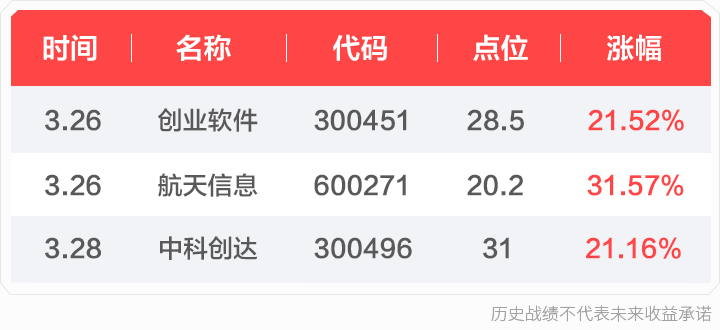 时间 名称 代码 点位 涨幅
3.26 创业软件 300451 28.5 21.52%
3.26 航天信息 600271 20.2 31.57%
3.28 中科创达 300496 31 21.16%
历史战绩不代表未来收益承诺